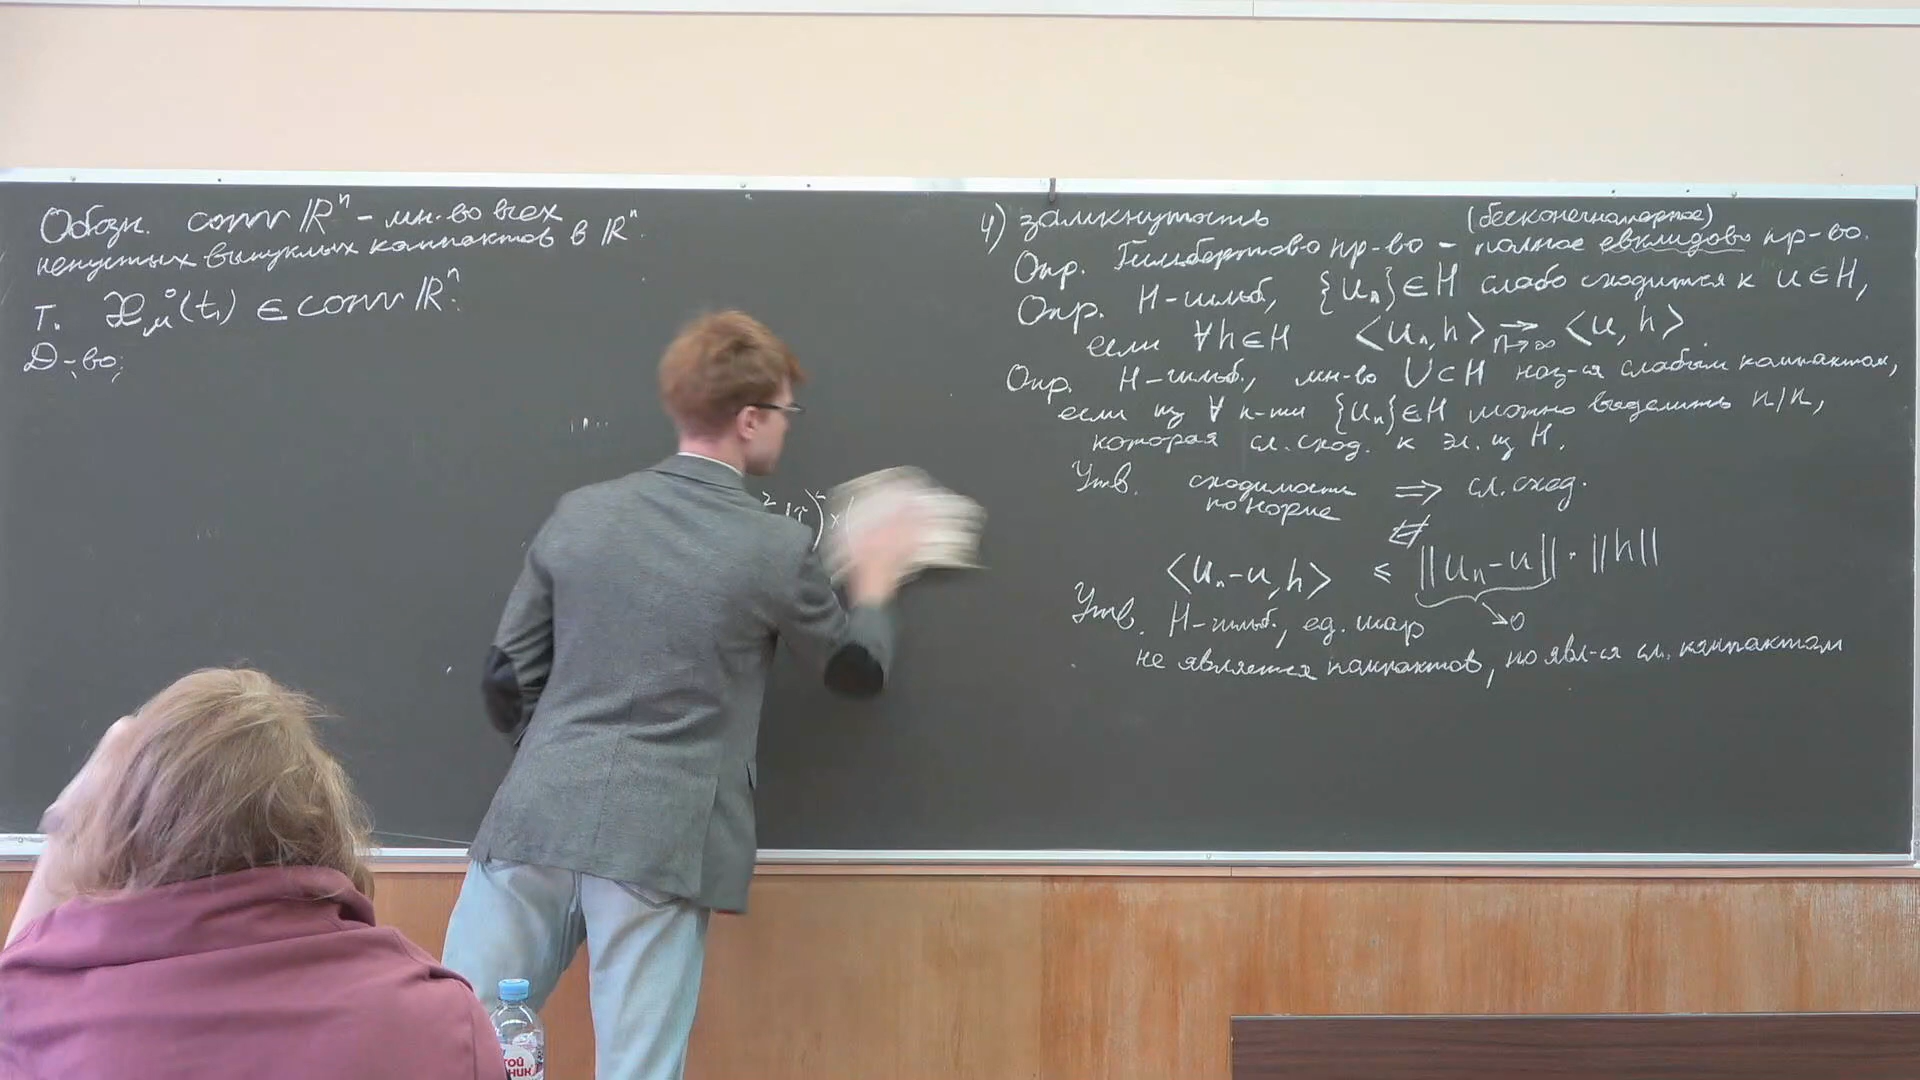 Обозн. conv ℝⁿ - мн-во всех
непустых выпуклых компактов в ℝⁿ.
Т. 𝒳°_μ(t₁) ∈ conv ℝⁿ.
Д-во:
4) замкнутость
(бесконечномерное)
Опр. Гильбертово пр-во - полное евклидово пр-во.
Опр. H-гильб, {uₙ}∈H слабо сходится к u∈H,
если ∀h∈H <uₙ, h> →_{n→∞} <u, h>.
Опр. H-гильб., мн-во U⊂H наз-ся слабым компактом,
если из ∀ п-ти {uₙ}∈H можно выделить п/п,
которая сл. сход. к эл. из H.
Утв. сходимость по норме ⇒ сл. сход.
⇍
<uₙ-u, h> ≤ ||uₙ-u|| · ||h||
→0
Утв. H-гильб., ед. шар
не является компактов, но явл-ся сл. компактом